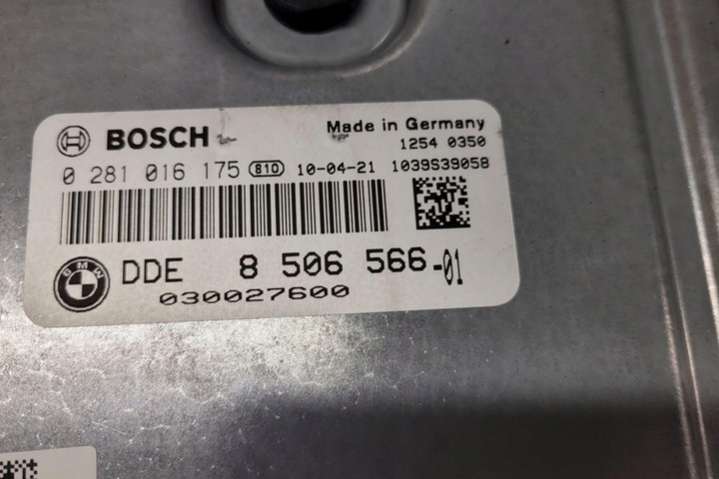 BOSCH
Made in Germany
1254 0350
0 281 016 175 810 10-04-21 1039S39058
BMW
DDE 8 506 566-01
030027600